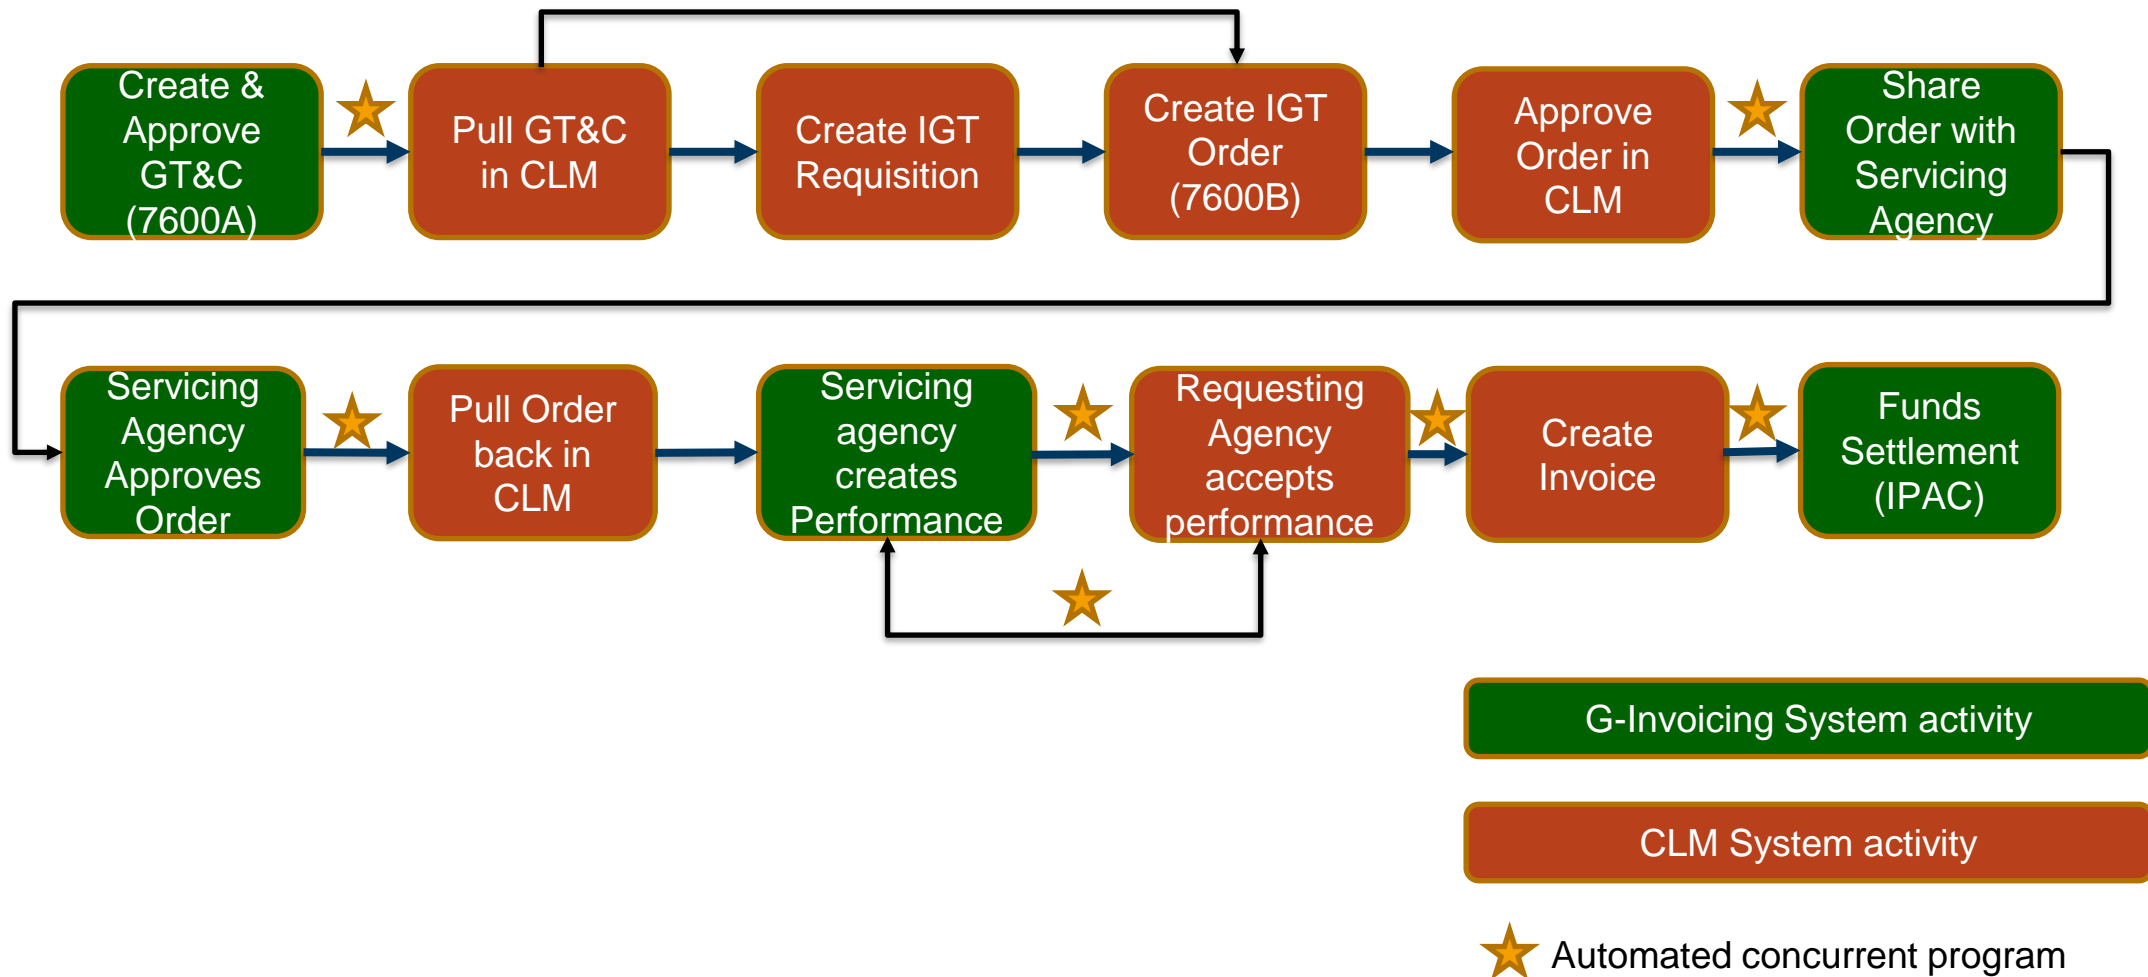 Create &
Approve
GT&C
(7600A)
Pull GT&C
in CLM
Create IGT
Requisition
Create IGT
Order
(7600B)
Approve
Order in
CLM
Share
Order with
Servicing
Agency
Servicing
Agency
Approves
Order
Pull Order
back in
CLM
Servicing
agency
creates
Performance
Requesting
Agency
accepts
performance
Create
Invoice
Funds
Settlement
(IPAC)
G-Invoicing System activity
CLM System activity
Automated concurrent program